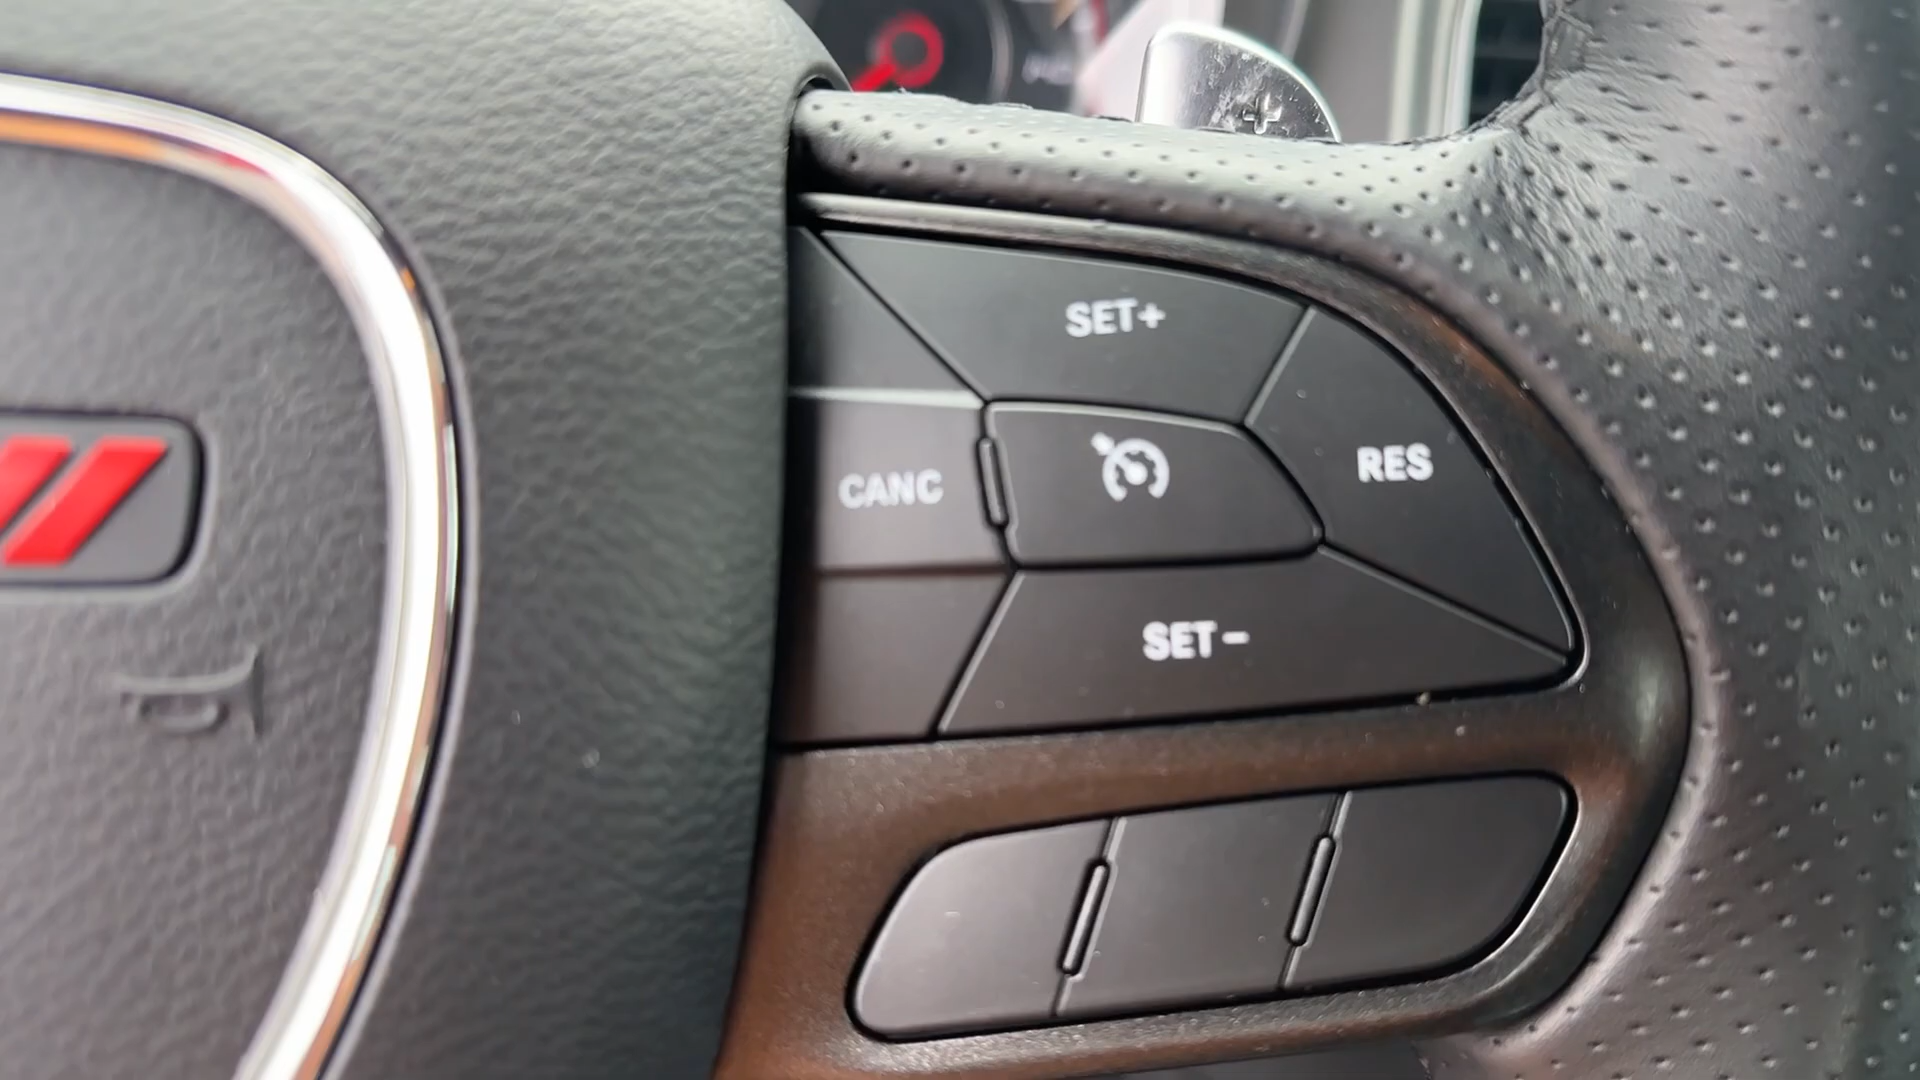 +
SET+
RES
CANC
SET-